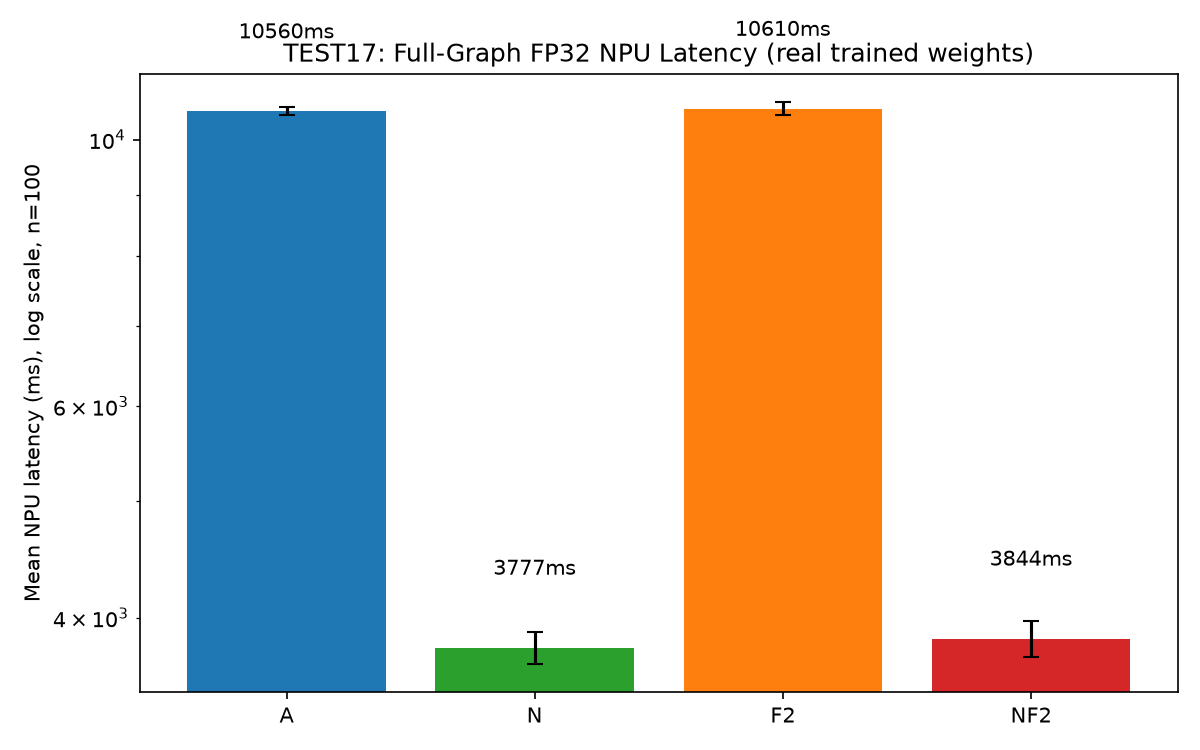 10560ms
10610ms
TEST17: Full-Graph FP32 NPU Latency (real trained weights)
Mean NPU latency (ms), log scale, n=100
10⁴
6 × 10³
4 × 10³
3777ms
3844ms
A
N
F2
NF2